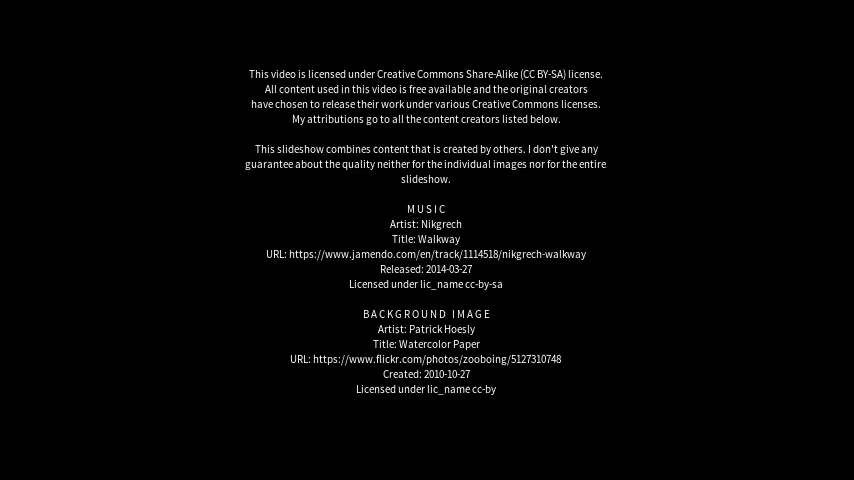 This video is licensed under Creative Commons Share-Alike (CC BY-SA) license.
All content used in this video is free available and the original creators
have chosen to release their work under various Creative Commons licenses.
My attributions go to all the content creators listed below.
This slideshow combines content that is created by others. I don't give any
guarantee about the quality neither for the individual images nor for the entire
slideshow.
MUSIC
Artist: Nikgrech
Title: Walkway
URL: https://www.jamendo.com/en/track/1114518/nikgrech-walkway
Released: 2014-03-27
Licensed under lic_name cc-by-sa
BACKGROUND IMAGE
Artist: Patrick Hoesly
Title: Watercolor Paper
URL: https://www.flickr.com/photos/zooboing/5127310748
Created: 2010-10-27
Licensed under lic_name cc-by